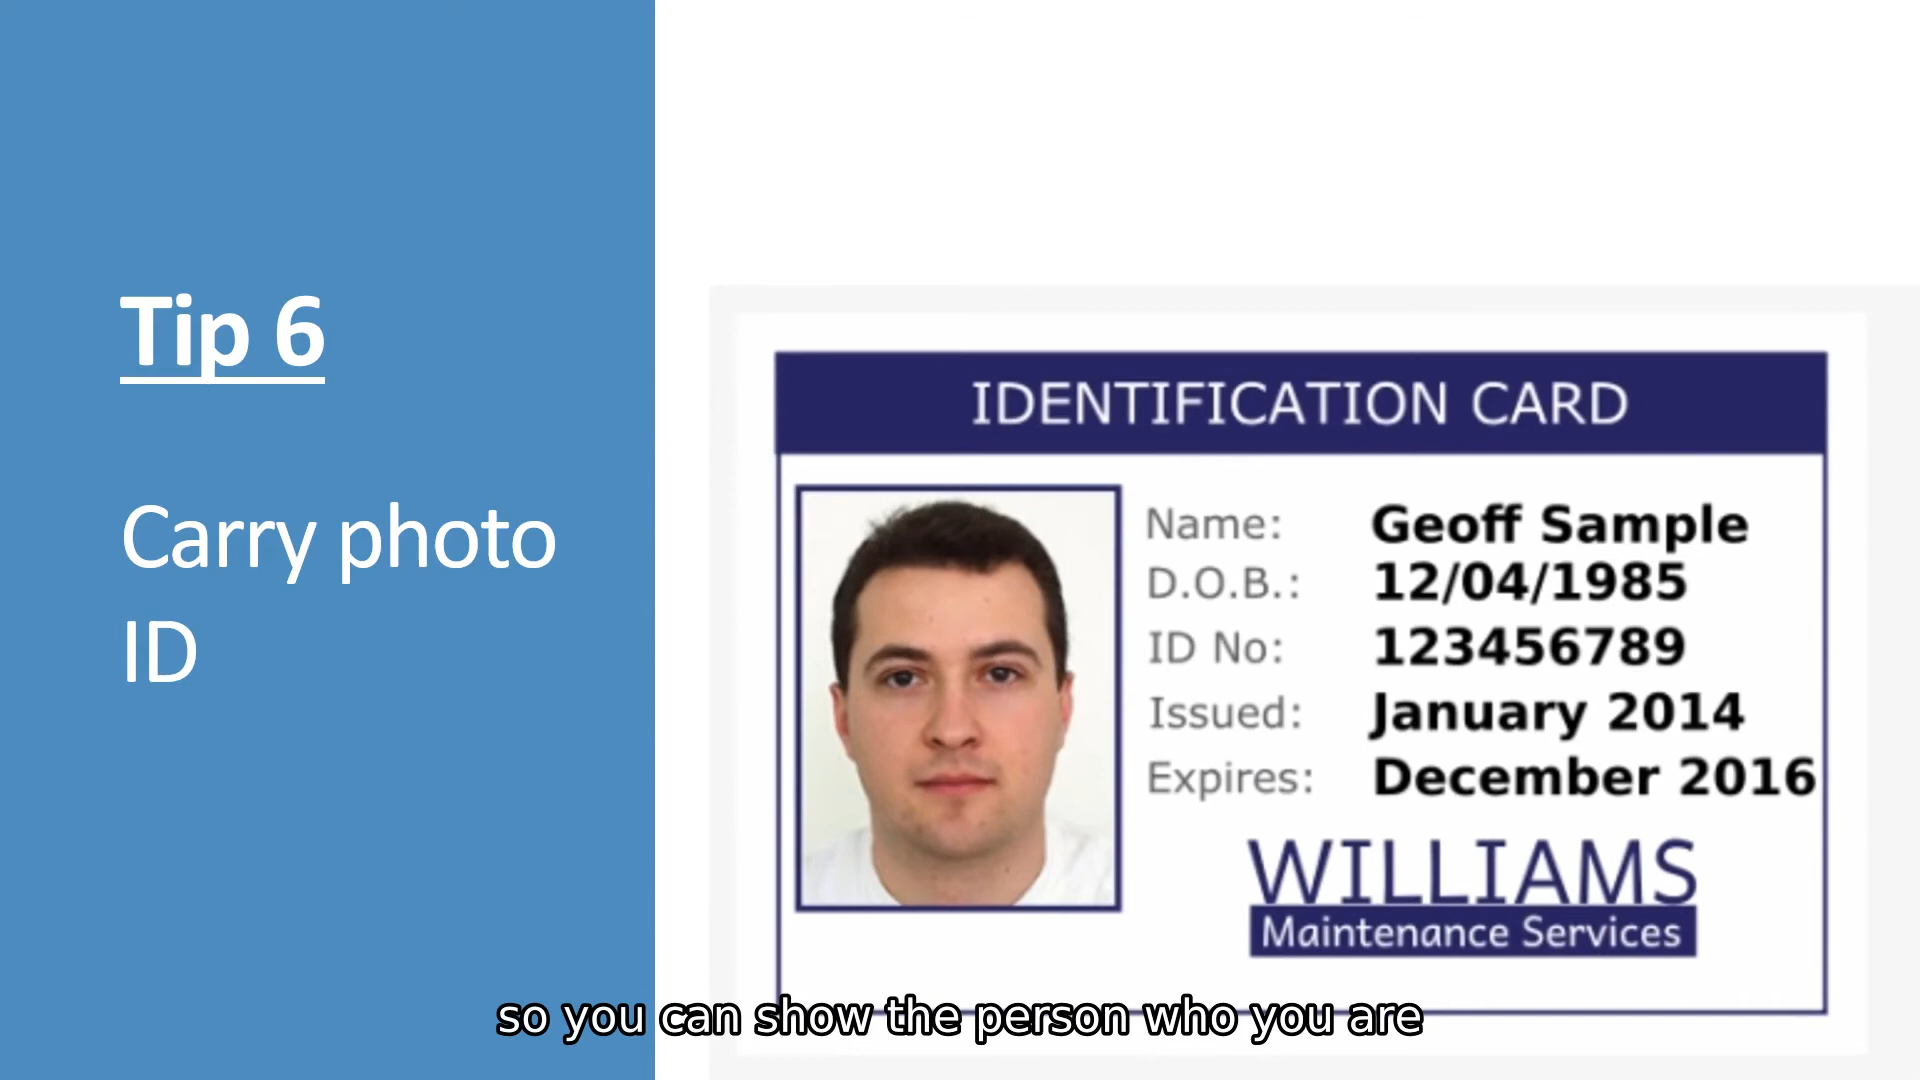 Tip 6
Carry photo
ID
IDENTIFICATION CARD
Name: Geoff Sample
D.O.B.: 12/04/1985
ID No: 123456789
Issued: January 2014
Expires: December 2016
WILLIAMS
Maintenance Services
so you can show the person who you are